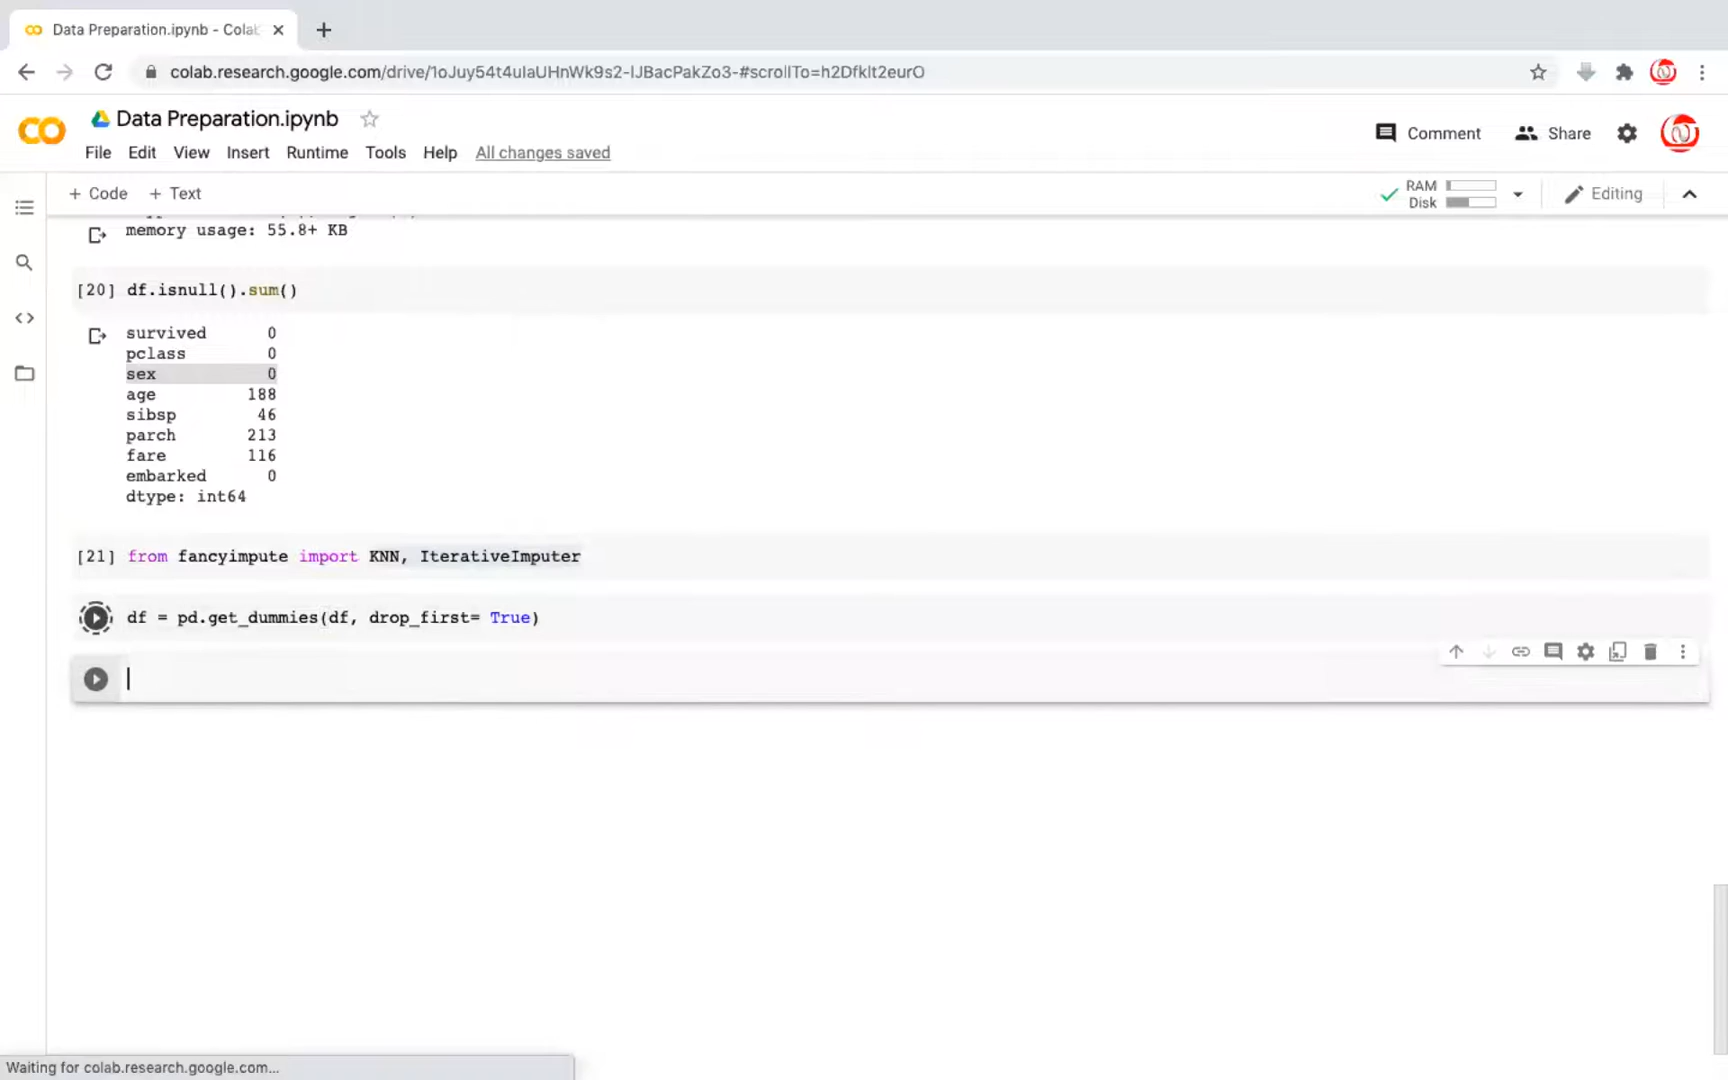 Data Preparation.ipynb - Colab
colab.research.google.com/drive/1oJuy54t4ulaUHnWk9s2-IJBacPakZo3-#scrollTo=h2Dfklt2eurO
Data Preparation.ipynb
Comment
Share
File Edit View Insert Runtime Tools Help All changes saved
+ Code + Text
RAM
Disk
Editing
memory usage: 55.8+ KB
[20] df.isnull().sum()
survived 0
pclass 0
sex 0
age 188
sibsp 46
parch 213
fare 116
embarked 0
dtype: int64
[21] from fancyimpute import KNN, IterativeImputer
df = pd.get_dummies(df, drop_first= True)
Waiting for colab.research.google.com...